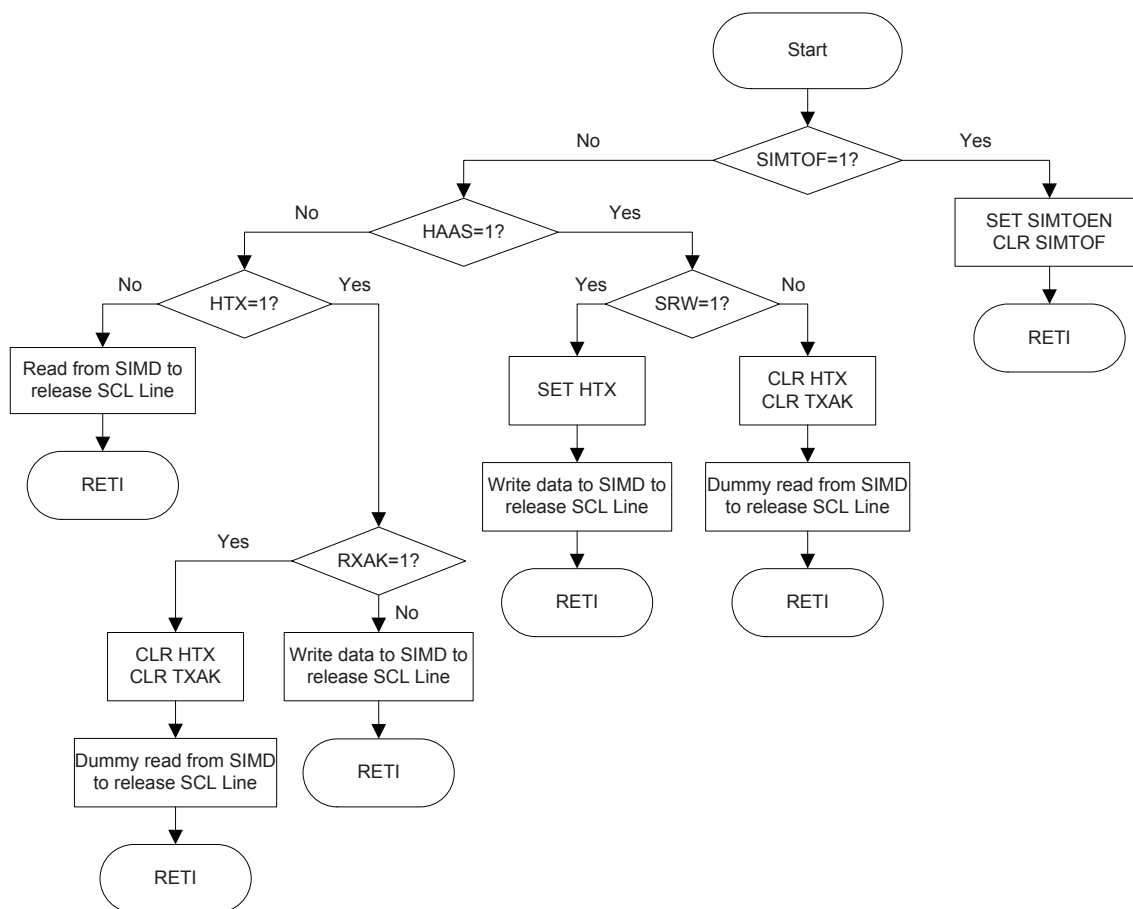 Start
No
Yes
SIMTOF=1?
No
Yes
HAAS=1?
SET SIMTOEN
CLR SIMTOF
No
Yes
Yes
No
HTX=1?
SRW=1?
RETI
Read from SIMD to
release SCL Line
SET HTX
CLR HTX
CLR TXAK
RETI
Write data to SIMD to
release SCL Line
Dummy read from SIMD
to release SCL Line
Yes
RXAK=1?
RETI
RETI
No
CLR HTX
CLR TXAK
Write data to SIMD to
release SCL Line
Dummy read from SIMD
to release SCL Line
RETI
RETI